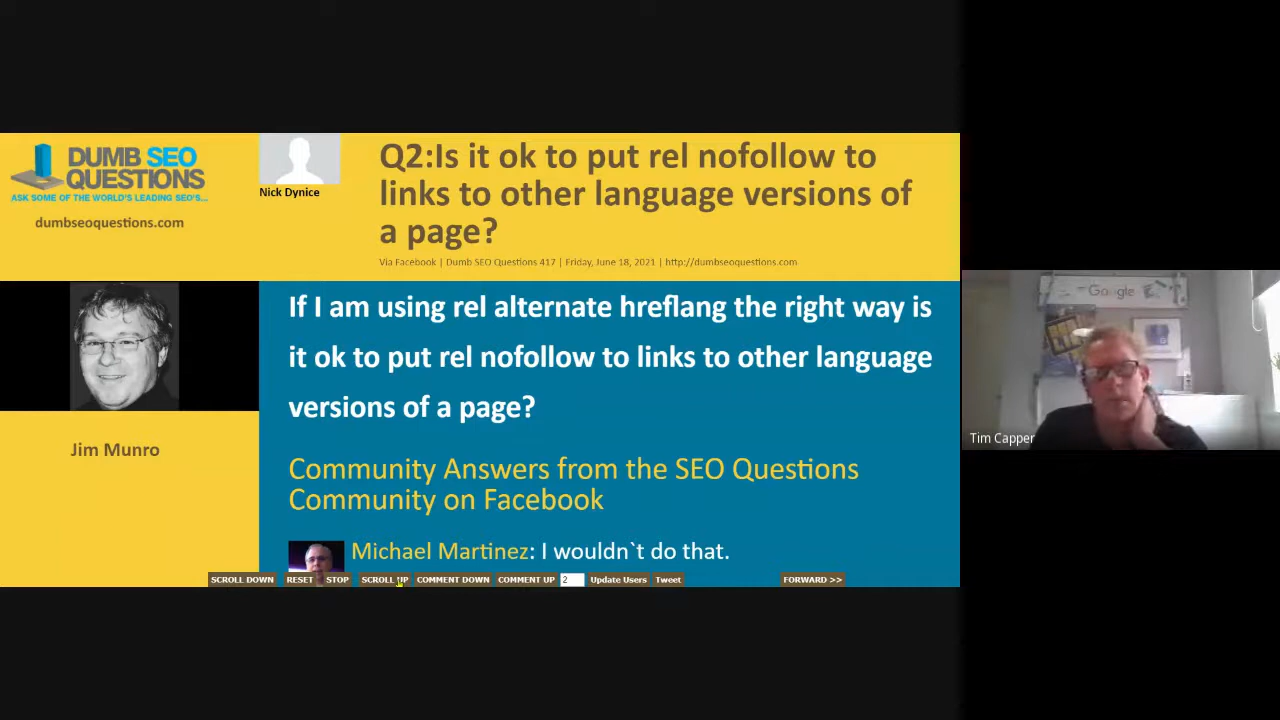 DUMB SEO
QUESTIONS
ASK SOME OF THE WORLD'S LEADING SEO'S...
dumbseoquestions.com
Nick Dynice
Q2:Is it ok to put rel nofollow to
links to other language versions of
a page?
Via Facebook | Dumb SEO Questions 417 | Friday, June 18, 2021 | http://dumbseoquestions.com
Jim Munro
If I am using rel alternate hreflang the right way is
it ok to put rel nofollow to links to other language
versions of a page?
Community Answers from the SEO Questions
Community on Facebook
Michael Martinez: I wouldn`t do that.
SCROLL DOWN RESET STOP SCROLL UP COMMENT DOWN COMMENT UP 2 Update Users Tweet FORWARD >>
Google
Tim Capper